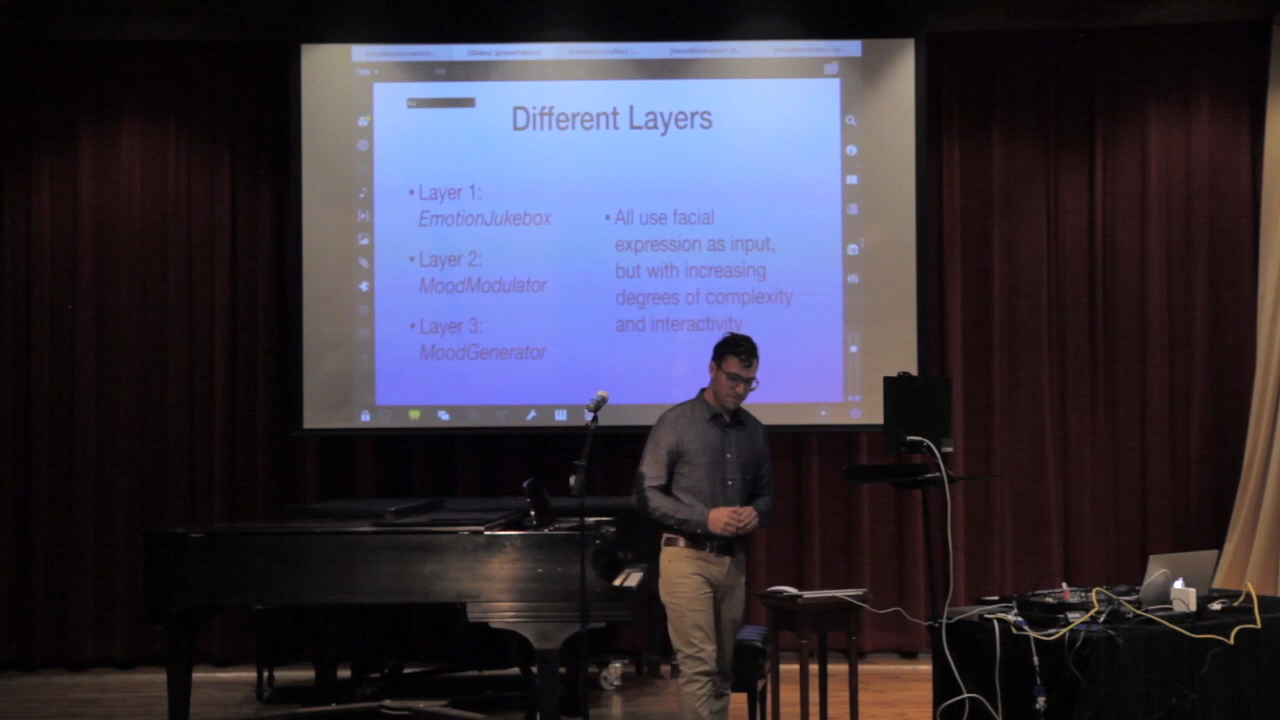 Different Layers
• Layer 1:
EmotionJukebox
• Layer 2:
MoodModulator
• Layer 3:
MoodGenerator
• All use facial
expression as input,
but with increasing
degrees of complexity
and interactivity